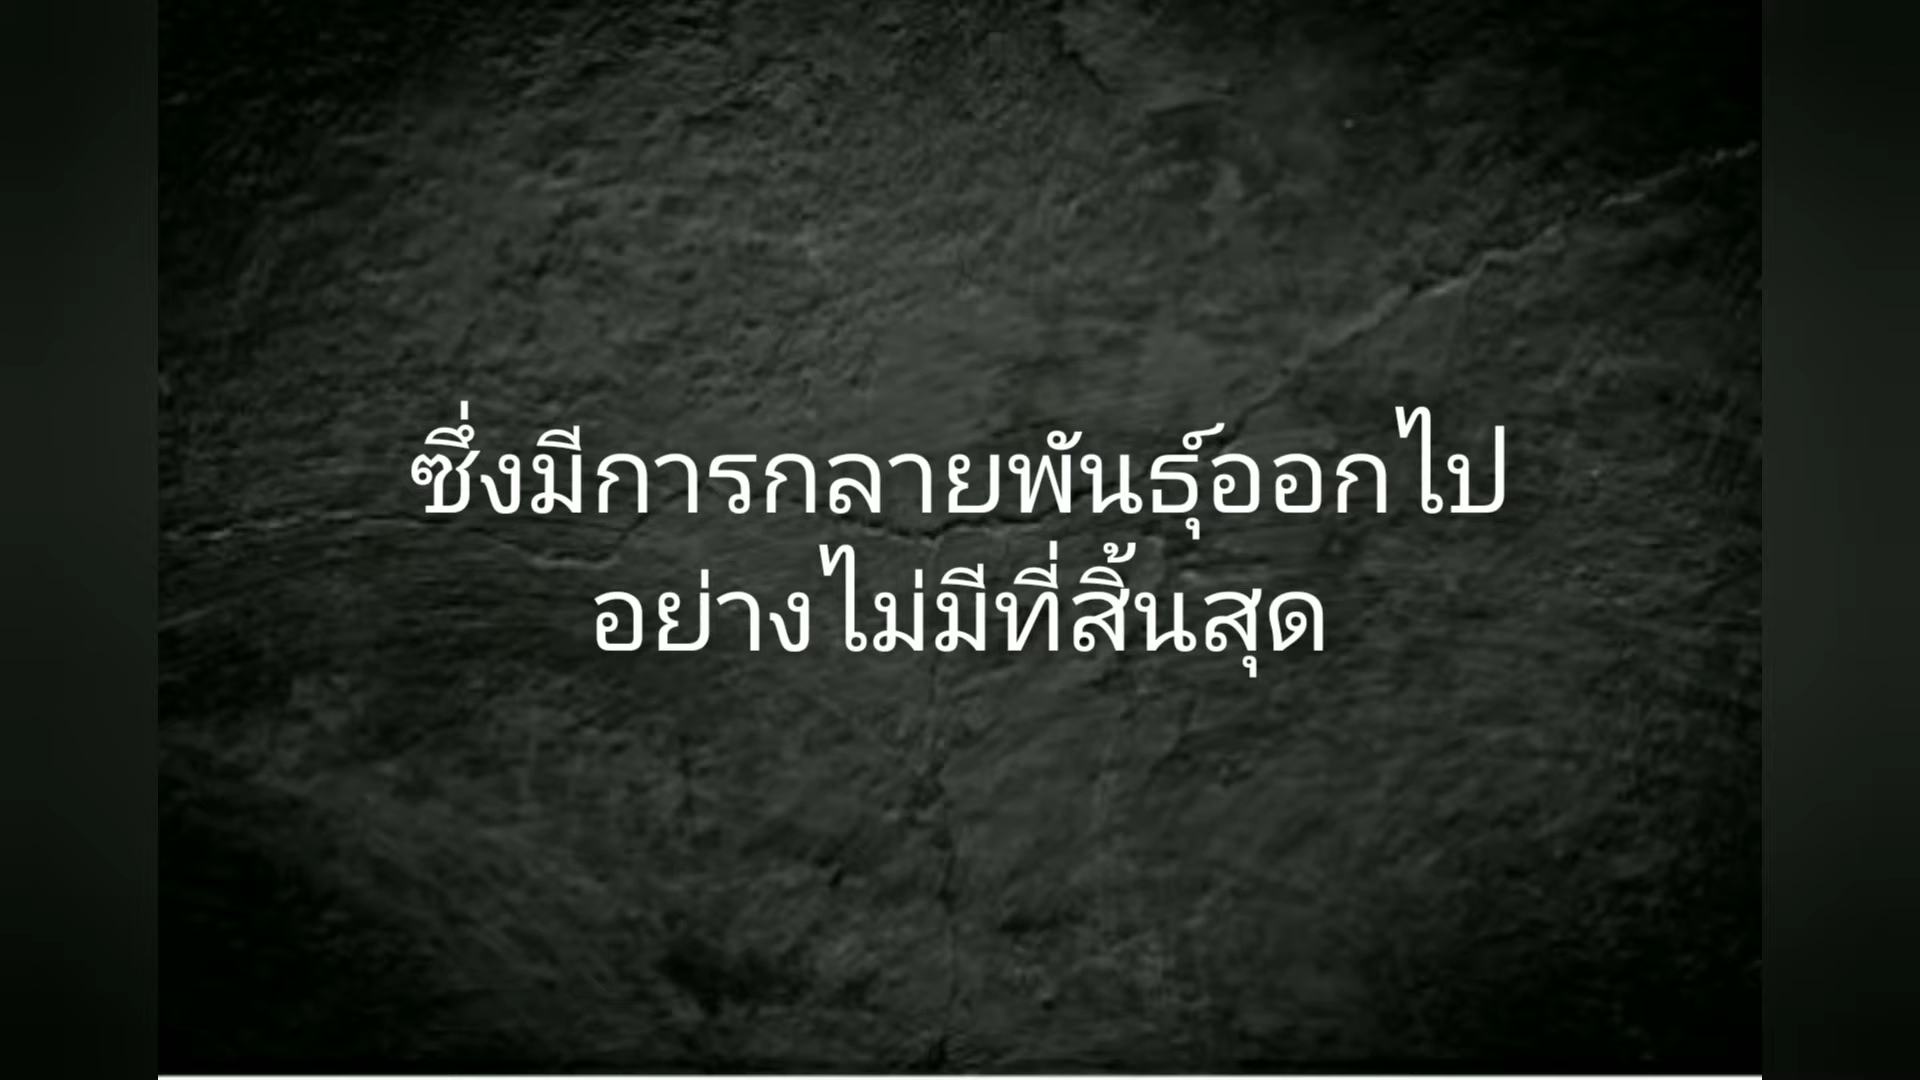 ซึ่งมีการกลายพันธุ์ออกไป
อย่างไม่มีที่สิ้นสุด